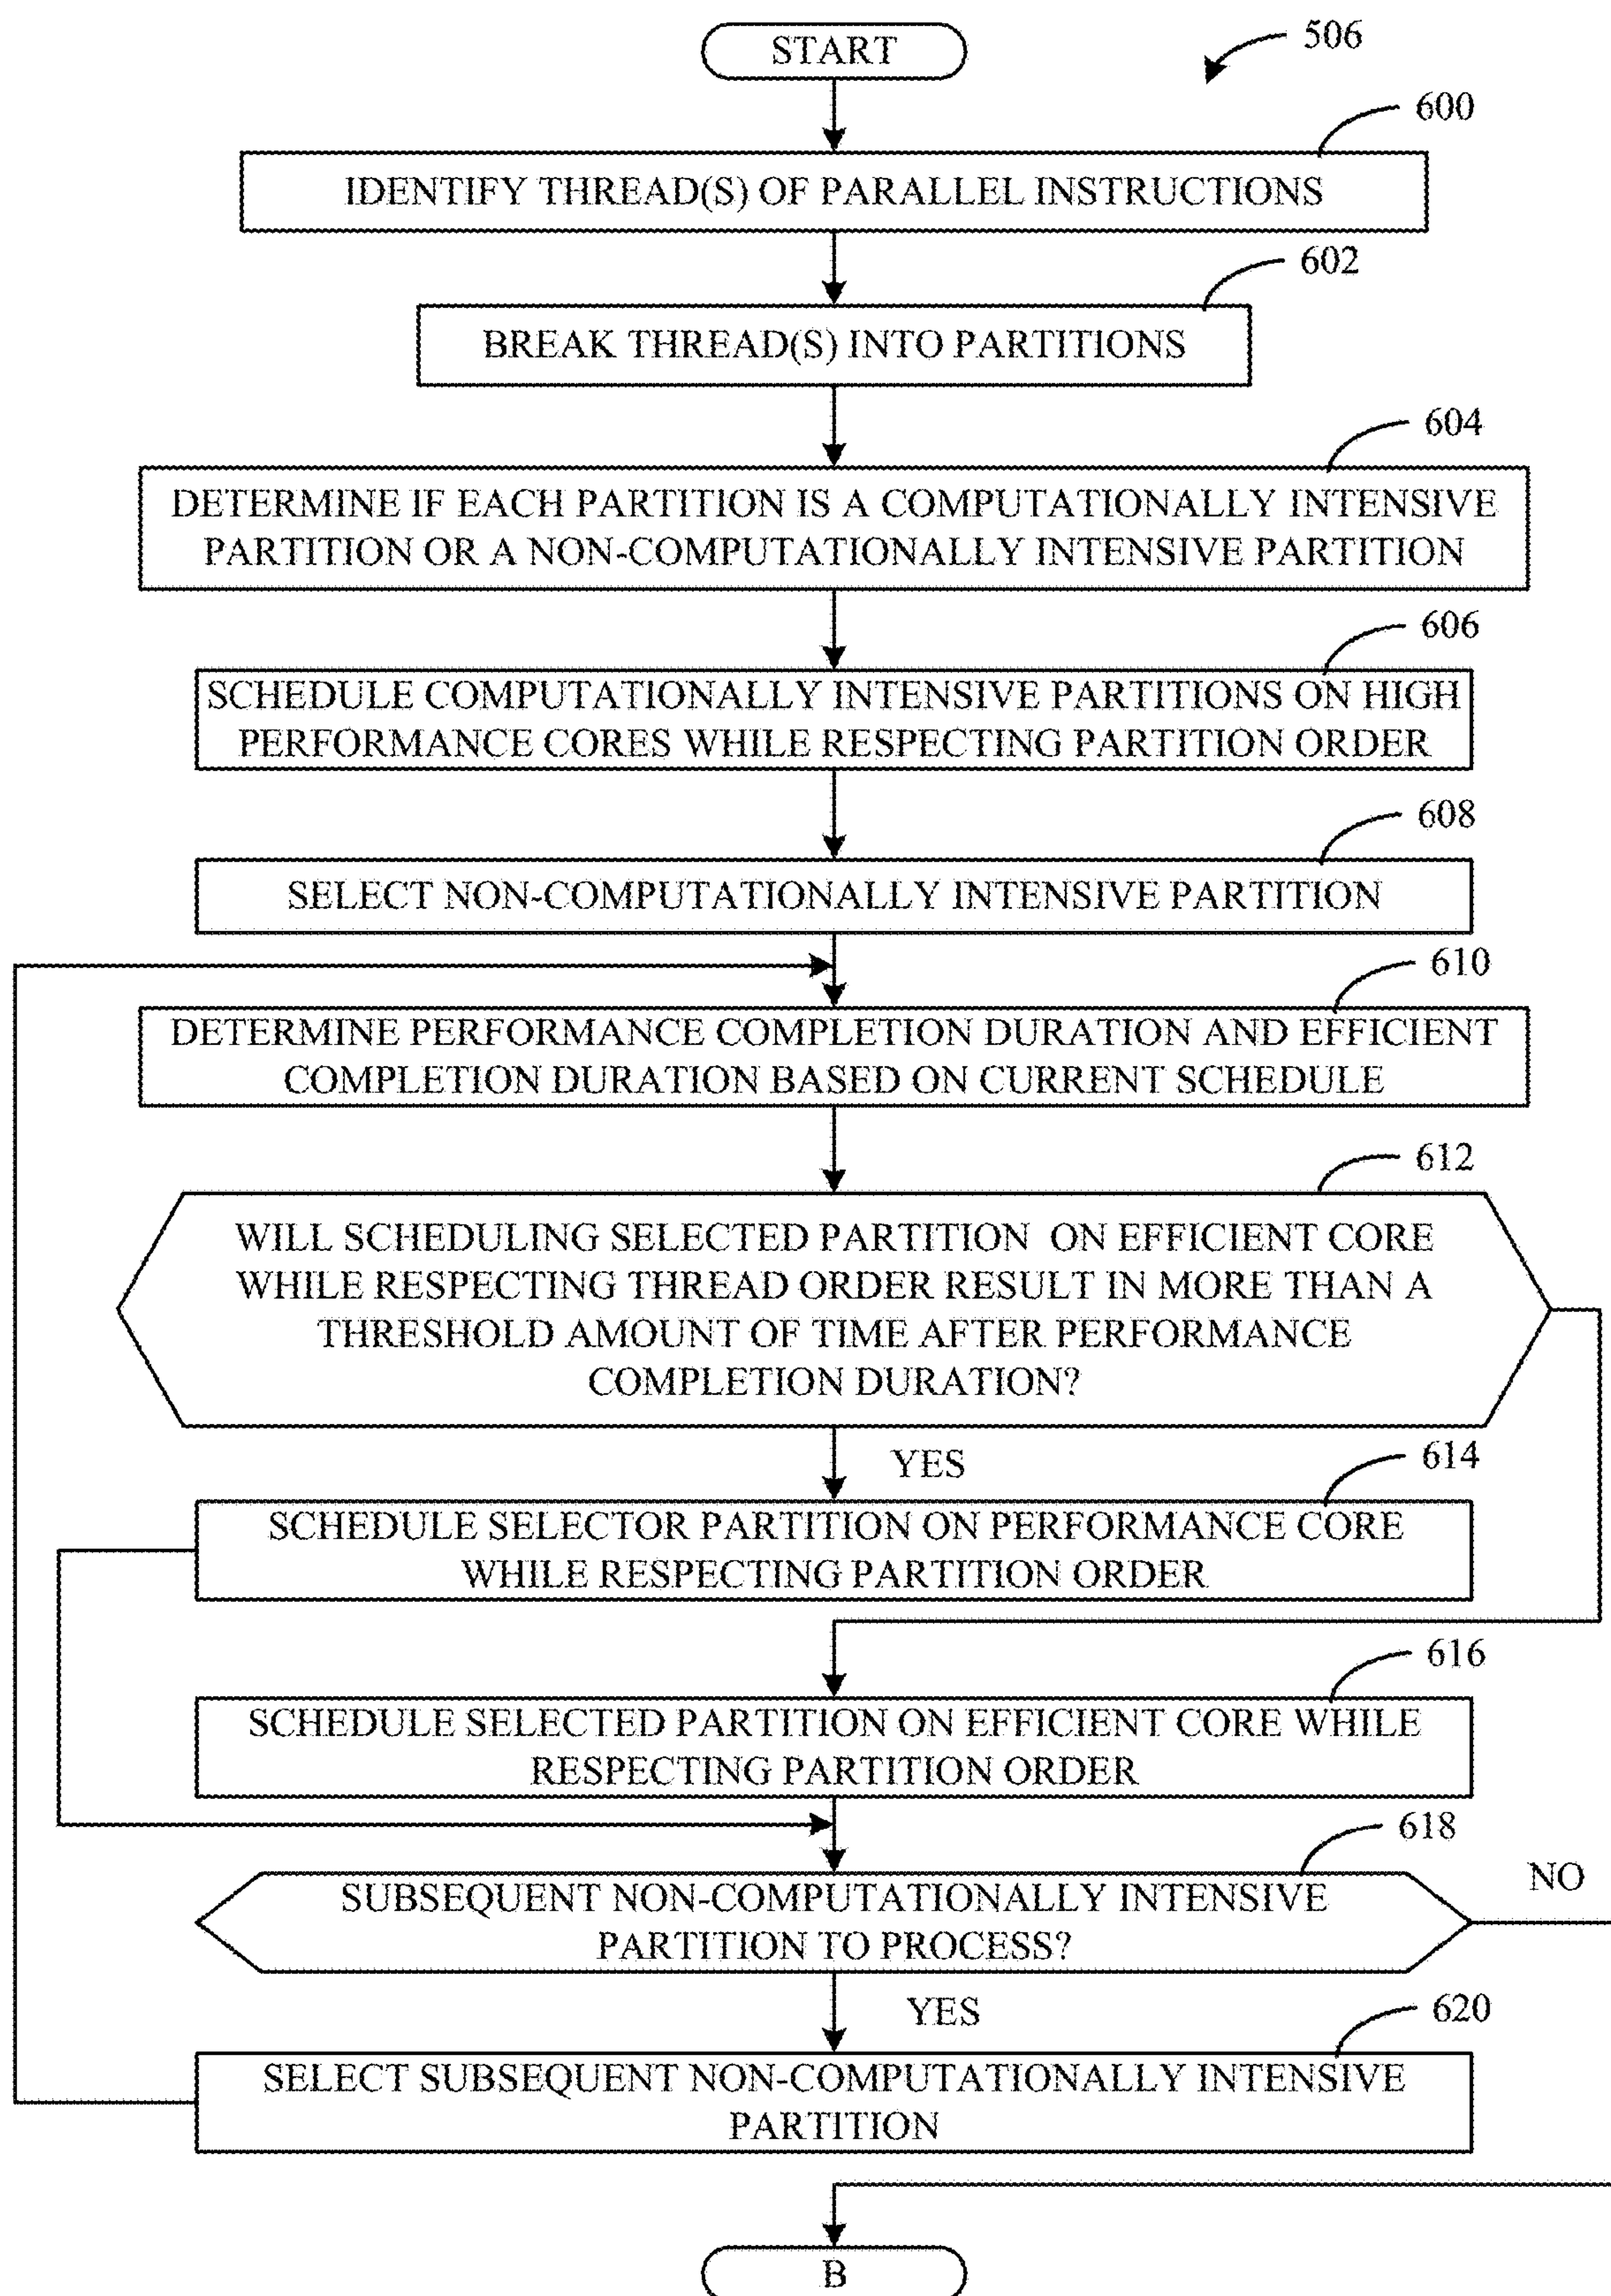 START
506
600
IDENTIFY THREAD(S) OF PARALLEL INSTRUCTIONS
602
BREAK THREAD(S) INTO PARTITIONS
604
DETERMINE IF EACH PARTITION IS A COMPUTATIONALLY INTENSIVE
PARTITION OR A NON-COMPUTATIONALLY INTENSIVE PARTITION
606
SCHEDULE COMPUTATIONALLY INTENSIVE PARTITIONS ON HIGH
PERFORMANCE CORES WHILE RESPECTING PARTITION ORDER
608
SELECT NON-COMPUTATIONALLY INTENSIVE PARTITION
610
DETERMINE PERFORMANCE COMPLETION DURATION AND EFFICIENT
COMPLETION DURATION BASED ON CURRENT SCHEDULE
612
WILL SCHEDULING SELECTED PARTITION ON EFFICIENT CORE
WHILE RESPECTING THREAD ORDER RESULT IN MORE THAN A
THRESHOLD AMOUNT OF TIME AFTER PERFORMANCE
COMPLETION DURATION?
YES
614
SCHEDULE SELECTOR PARTITION ON PERFORMANCE CORE
WHILE RESPECTING PARTITION ORDER
616
SCHEDULE SELECTED PARTITION ON EFFICIENT CORE WHILE
RESPECTING PARTITION ORDER
618
NO
SUBSEQUENT NON-COMPUTATIONALLY INTENSIVE
PARTITION TO PROCESS?
YES
620
SELECT SUBSEQUENT NON-COMPUTATIONALLY INTENSIVE
PARTITION
B